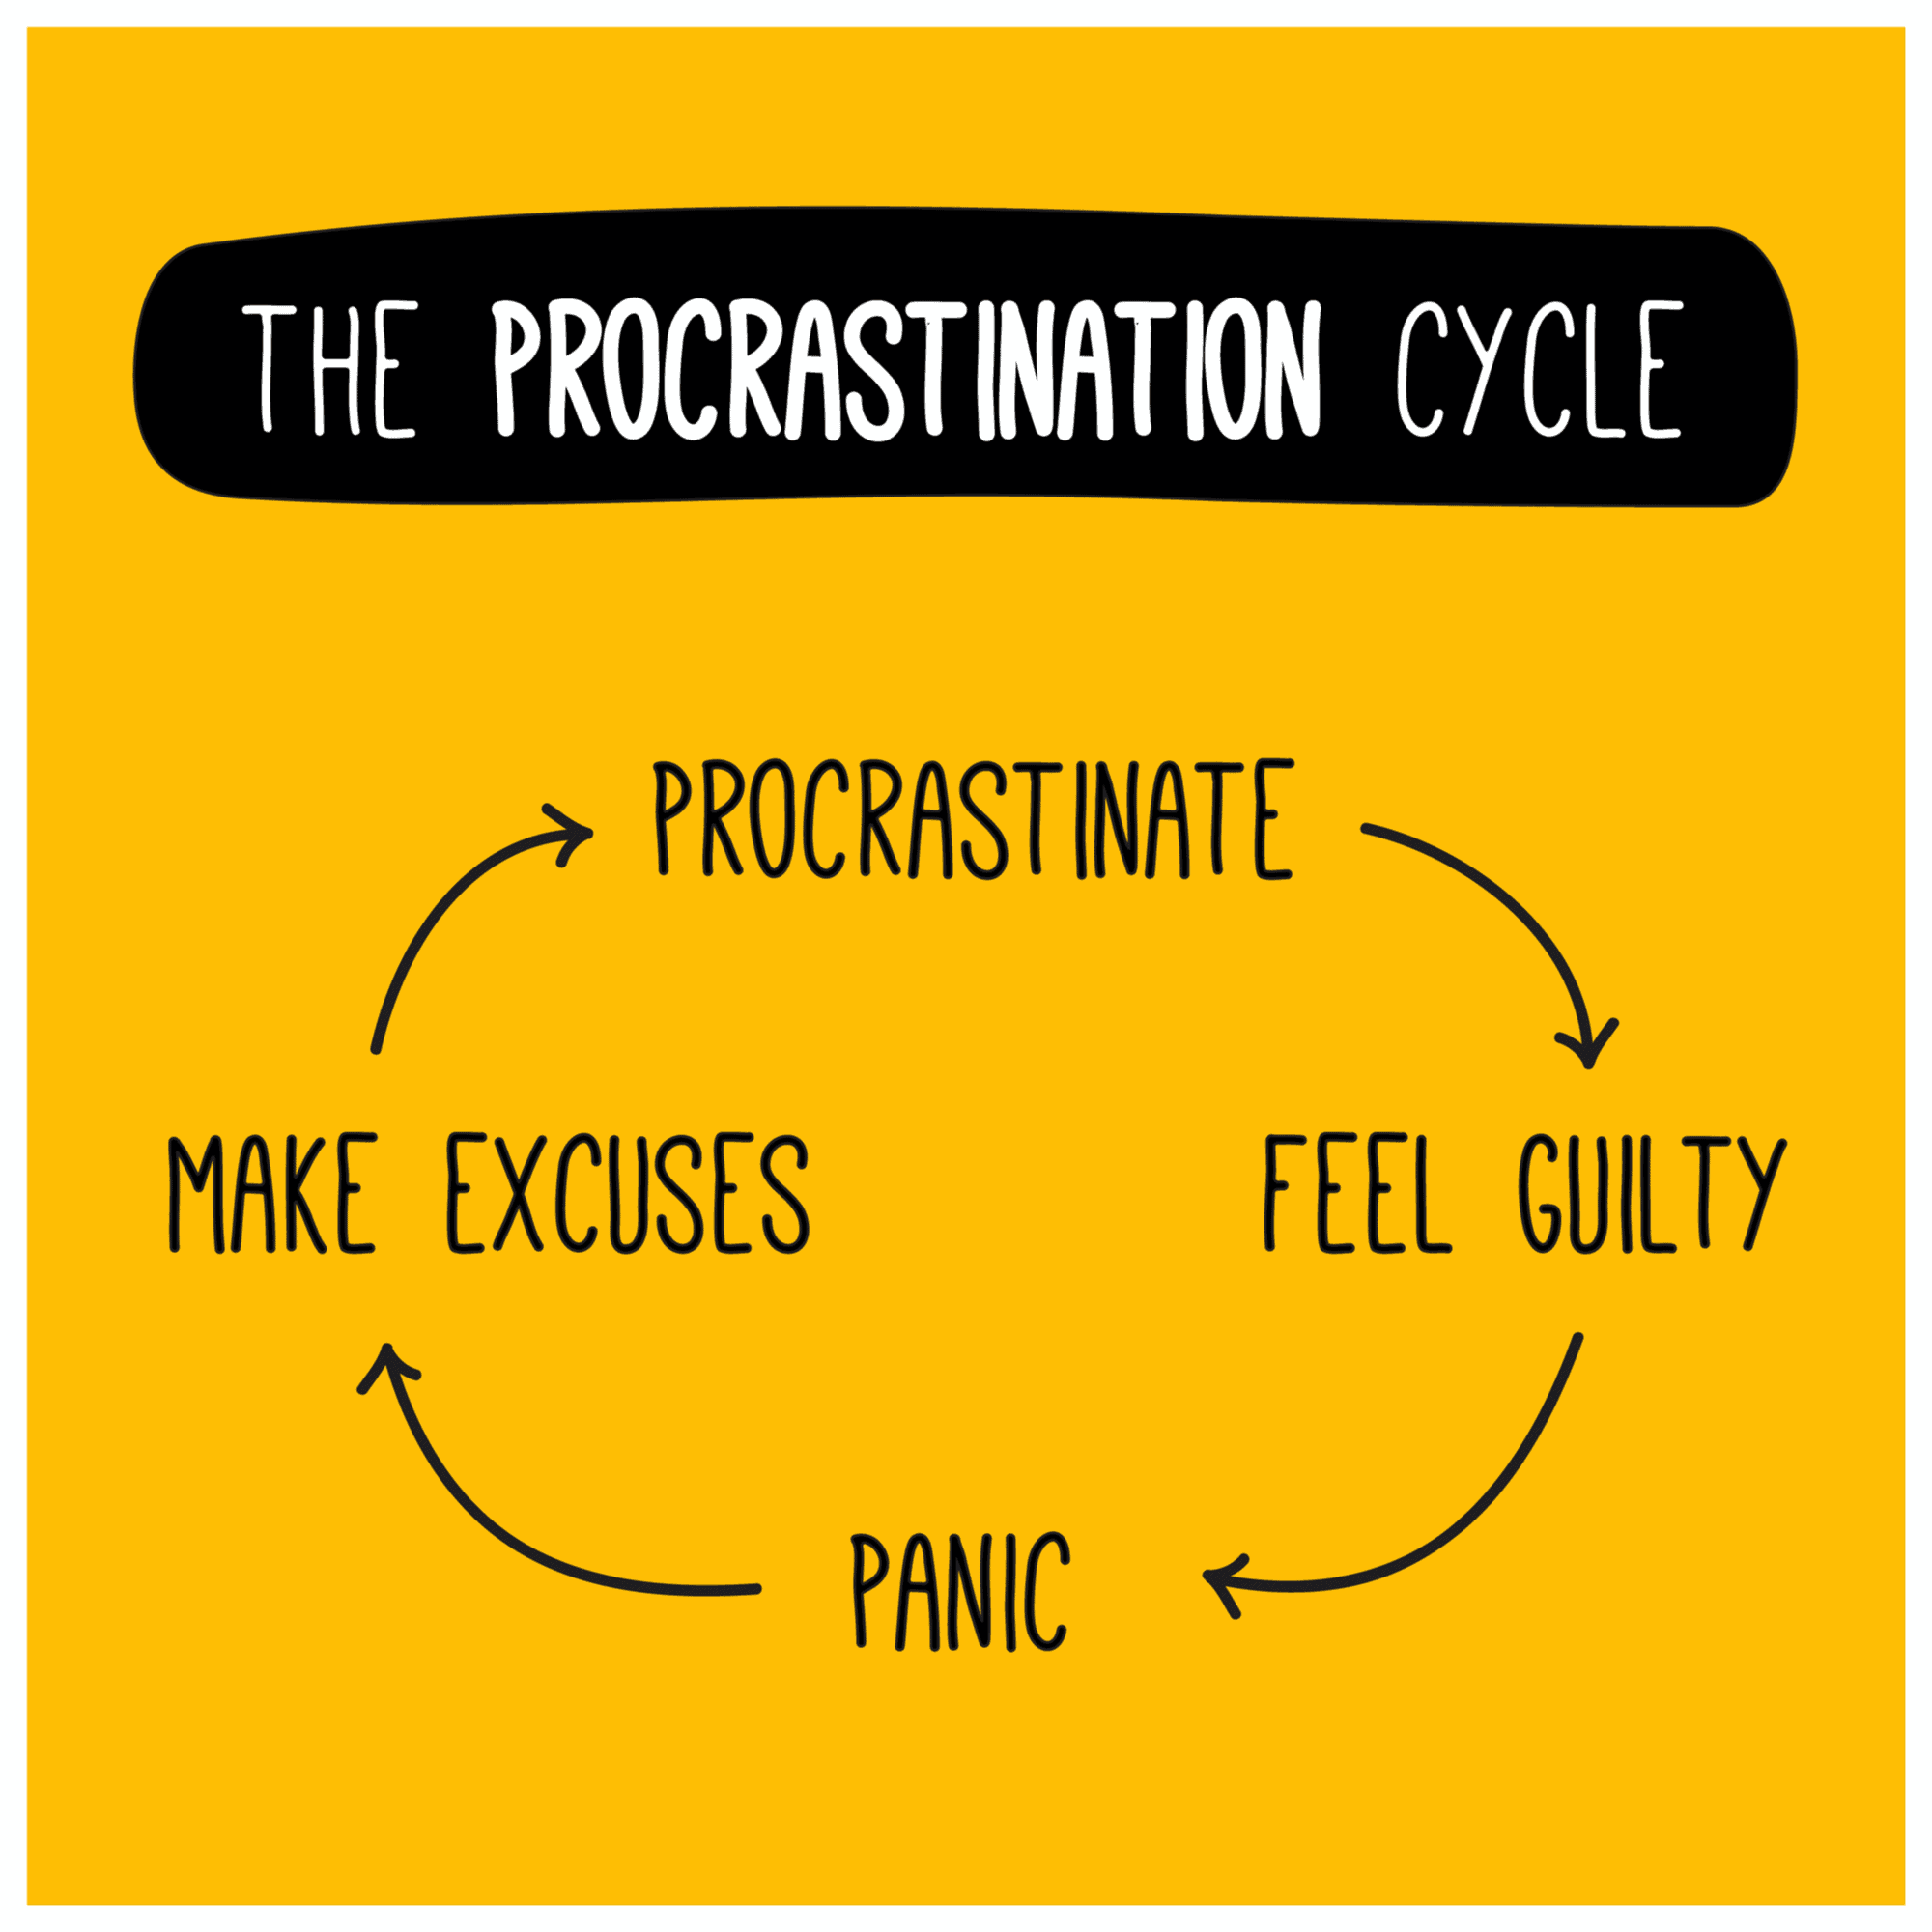 THE PROCRASTINATION CYCLE
PROCRASTINATE
MAKE EXCUSES
FEEL GUILTY
PANIC